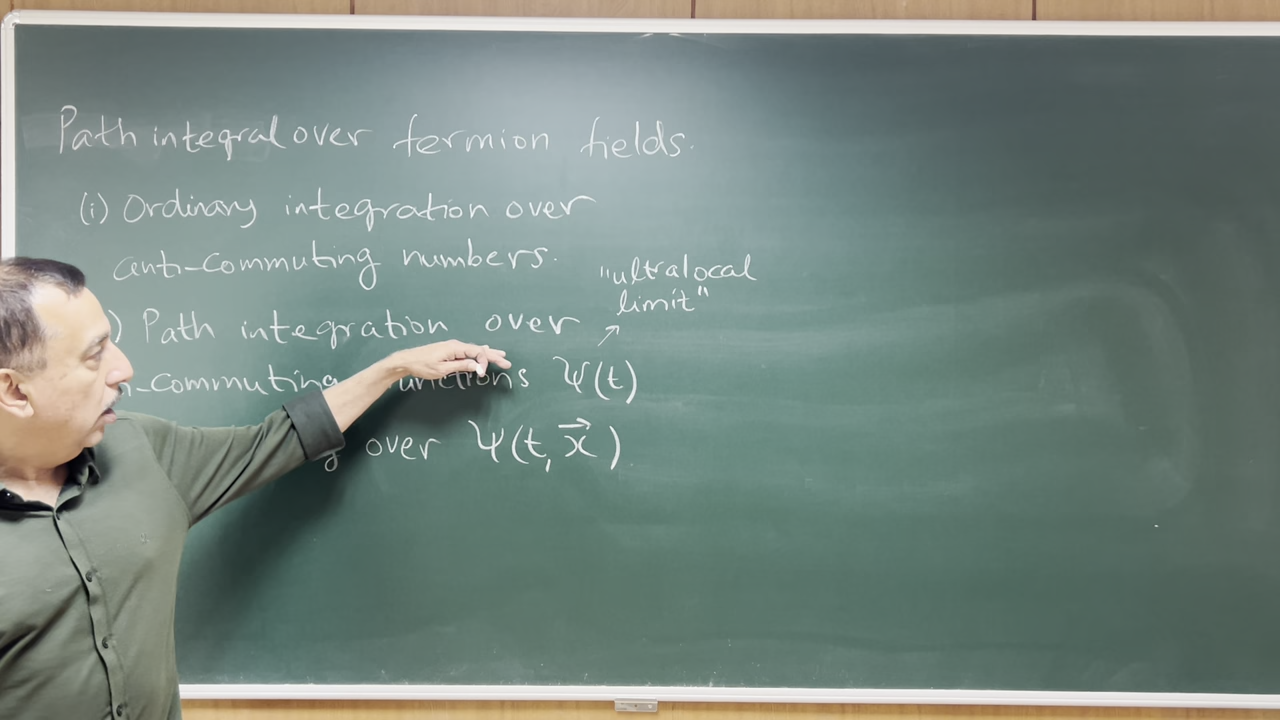 Path integral over fermion fields.
(i) Ordinary integration over
anti-commuting numbers.
"ultralocal
limit"
) Path integration over
-commuting functions Ψ(t)
over Ψ(t, x⃗)